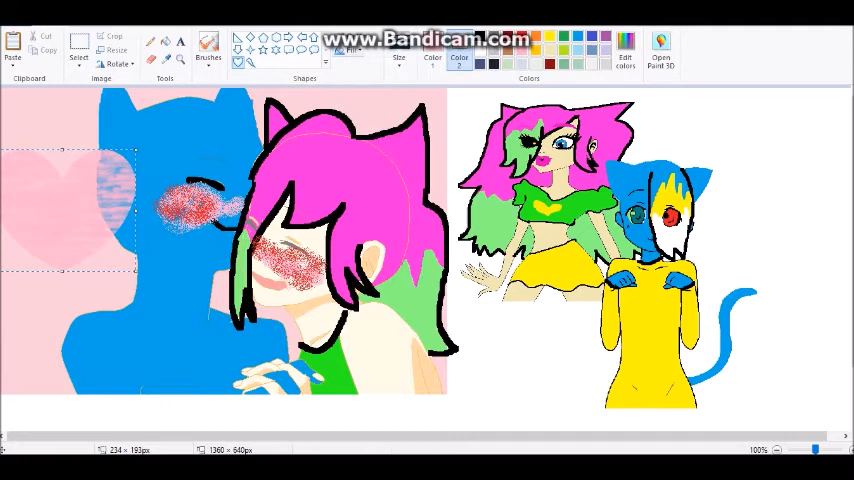 www.Bandicam.com
Cut
Copy
Paste
Crop
Resize
Rotate
Select
Brushes
Fill
Size
Color
1
Color
2
Edit
colors
Open
Paint 3D
Clipboard
Image
Tools
Shapes
Colors
234 × 193px
1360 × 640px
100%